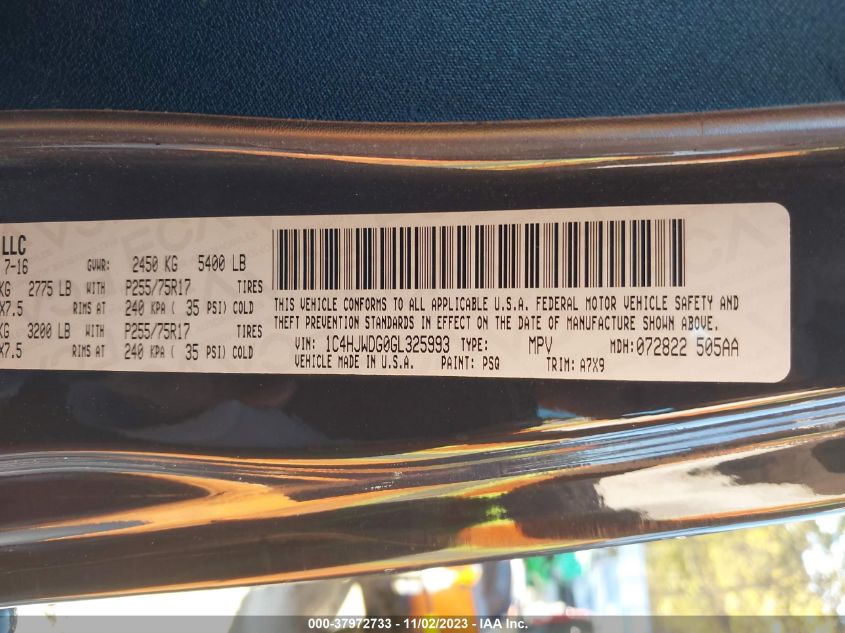 LLC
7-16 GVWR: 2450 KG 5400 LB
KG 2775 LB WITH P255/75R17 TIRES
X7.5 RIMS AT 240 KPA ( 35 PSI) COLD
KG 3200 LB WITH P255/75R17 TIRES
X7.5 RIMS AT 240 KPA ( 35 PSI) COLD
THIS VEHICLE CONFORMS TO ALL APPLICABLE U.S.A. FEDERAL MOTOR VEHICLE SAFETY AND
THEFT PREVENTION STANDARDS IN EFFECT ON THE DATE OF MANUFACTURE SHOWN ABOVE.
VIN: 1C4HJWDG0GL325993 TYPE: MPV MDH: 072822 505AA
VEHICLE MADE IN U.S.A. PAINT: PSQ TRIM: A7X9
000-37972733 - 11/02/2023 - IAA Inc.